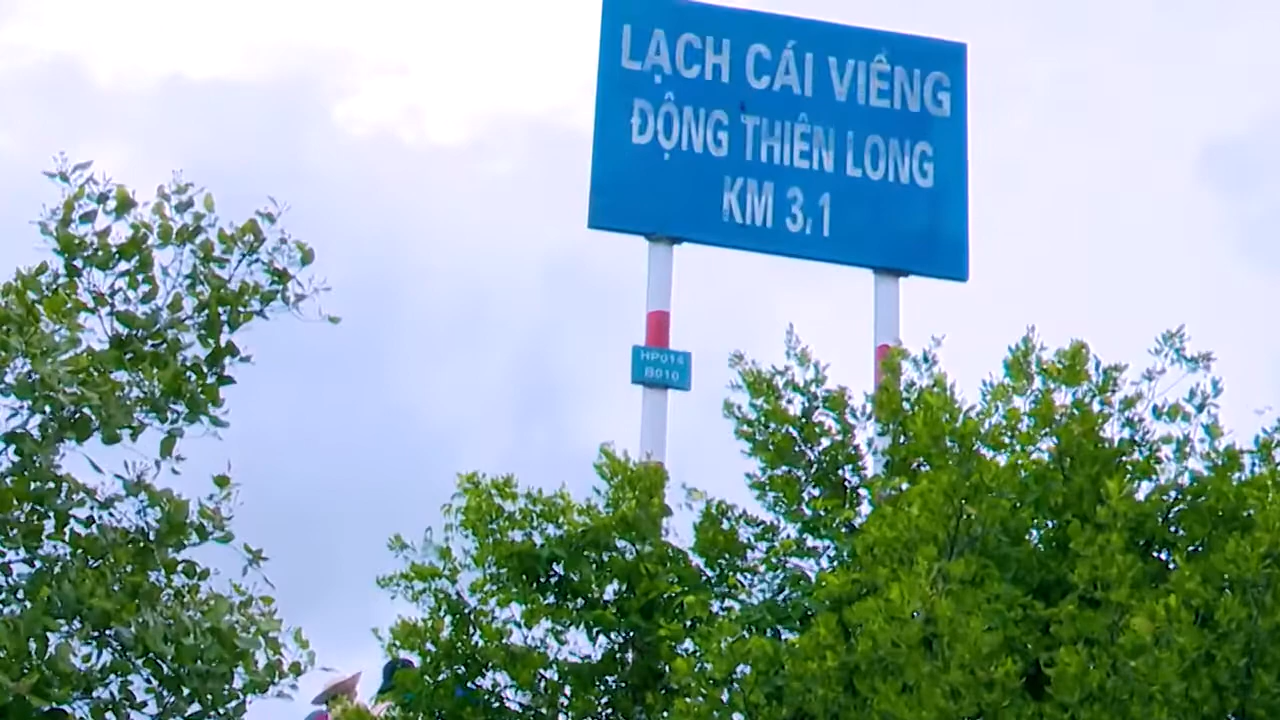 LẠCH CÁI VIỀNG
ĐỘNG THIÊN LONG
KM 3,1
HP014
B010